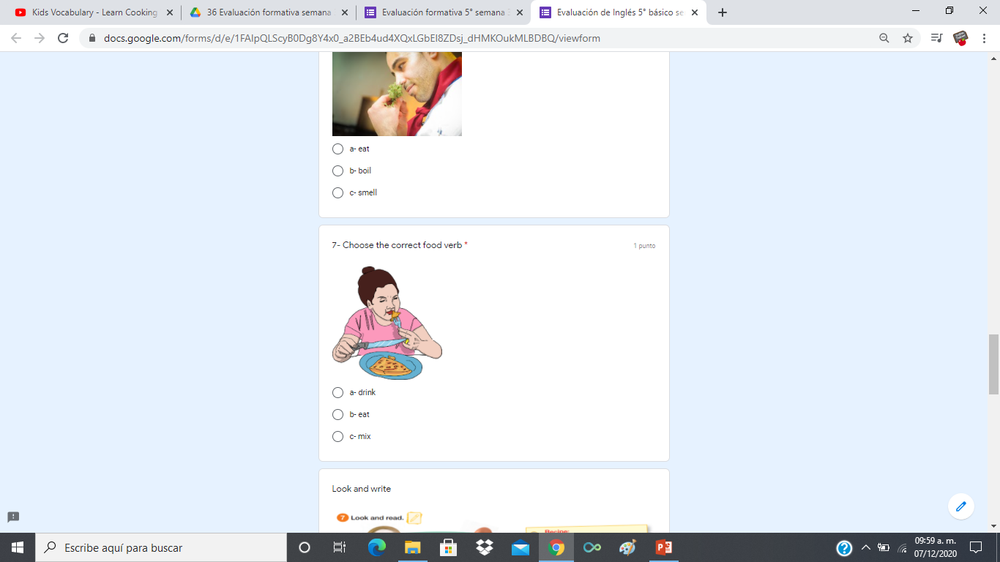 Kids Vocabulary - Learn Cooking
36 Evaluación formativa semana
Evaluación formativa 5° semana
Evaluación de Inglés 5° básico se
docs.google.com/forms/d/e/1FAIpQLScyB0Dg8Y4x0_a2BEb4ud4XQxLGbEI8ZDsj_dHMKOukMLBDBQ/viewform
a- eat
b- boil
c- smell
7- Choose the correct food verb *
1 punto
a- drink
b- eat
c- mix
Look and write
7 Look and read.
Recipe:
Escribe aquí para buscar
09:59 a. m.
07/12/2020